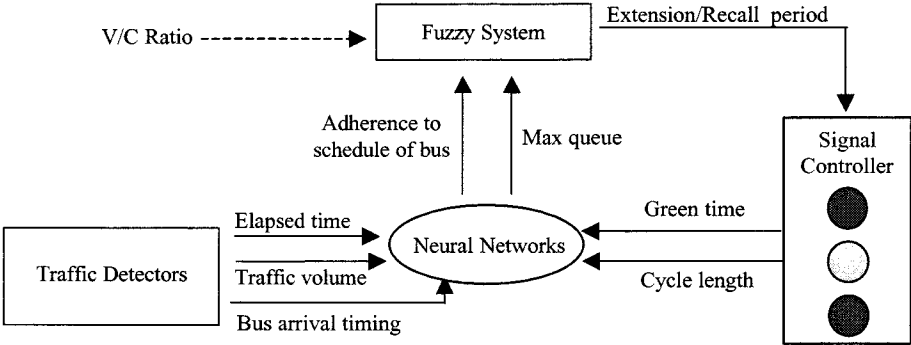 V/C Ratio
Fuzzy System
Extension/Recall period
Adherence to
schedule of bus
Max queue
Signal
Controller
Elapsed time
Traffic Detectors
Traffic volume
Bus arrival timing
Neural Networks
Green time
Cycle length